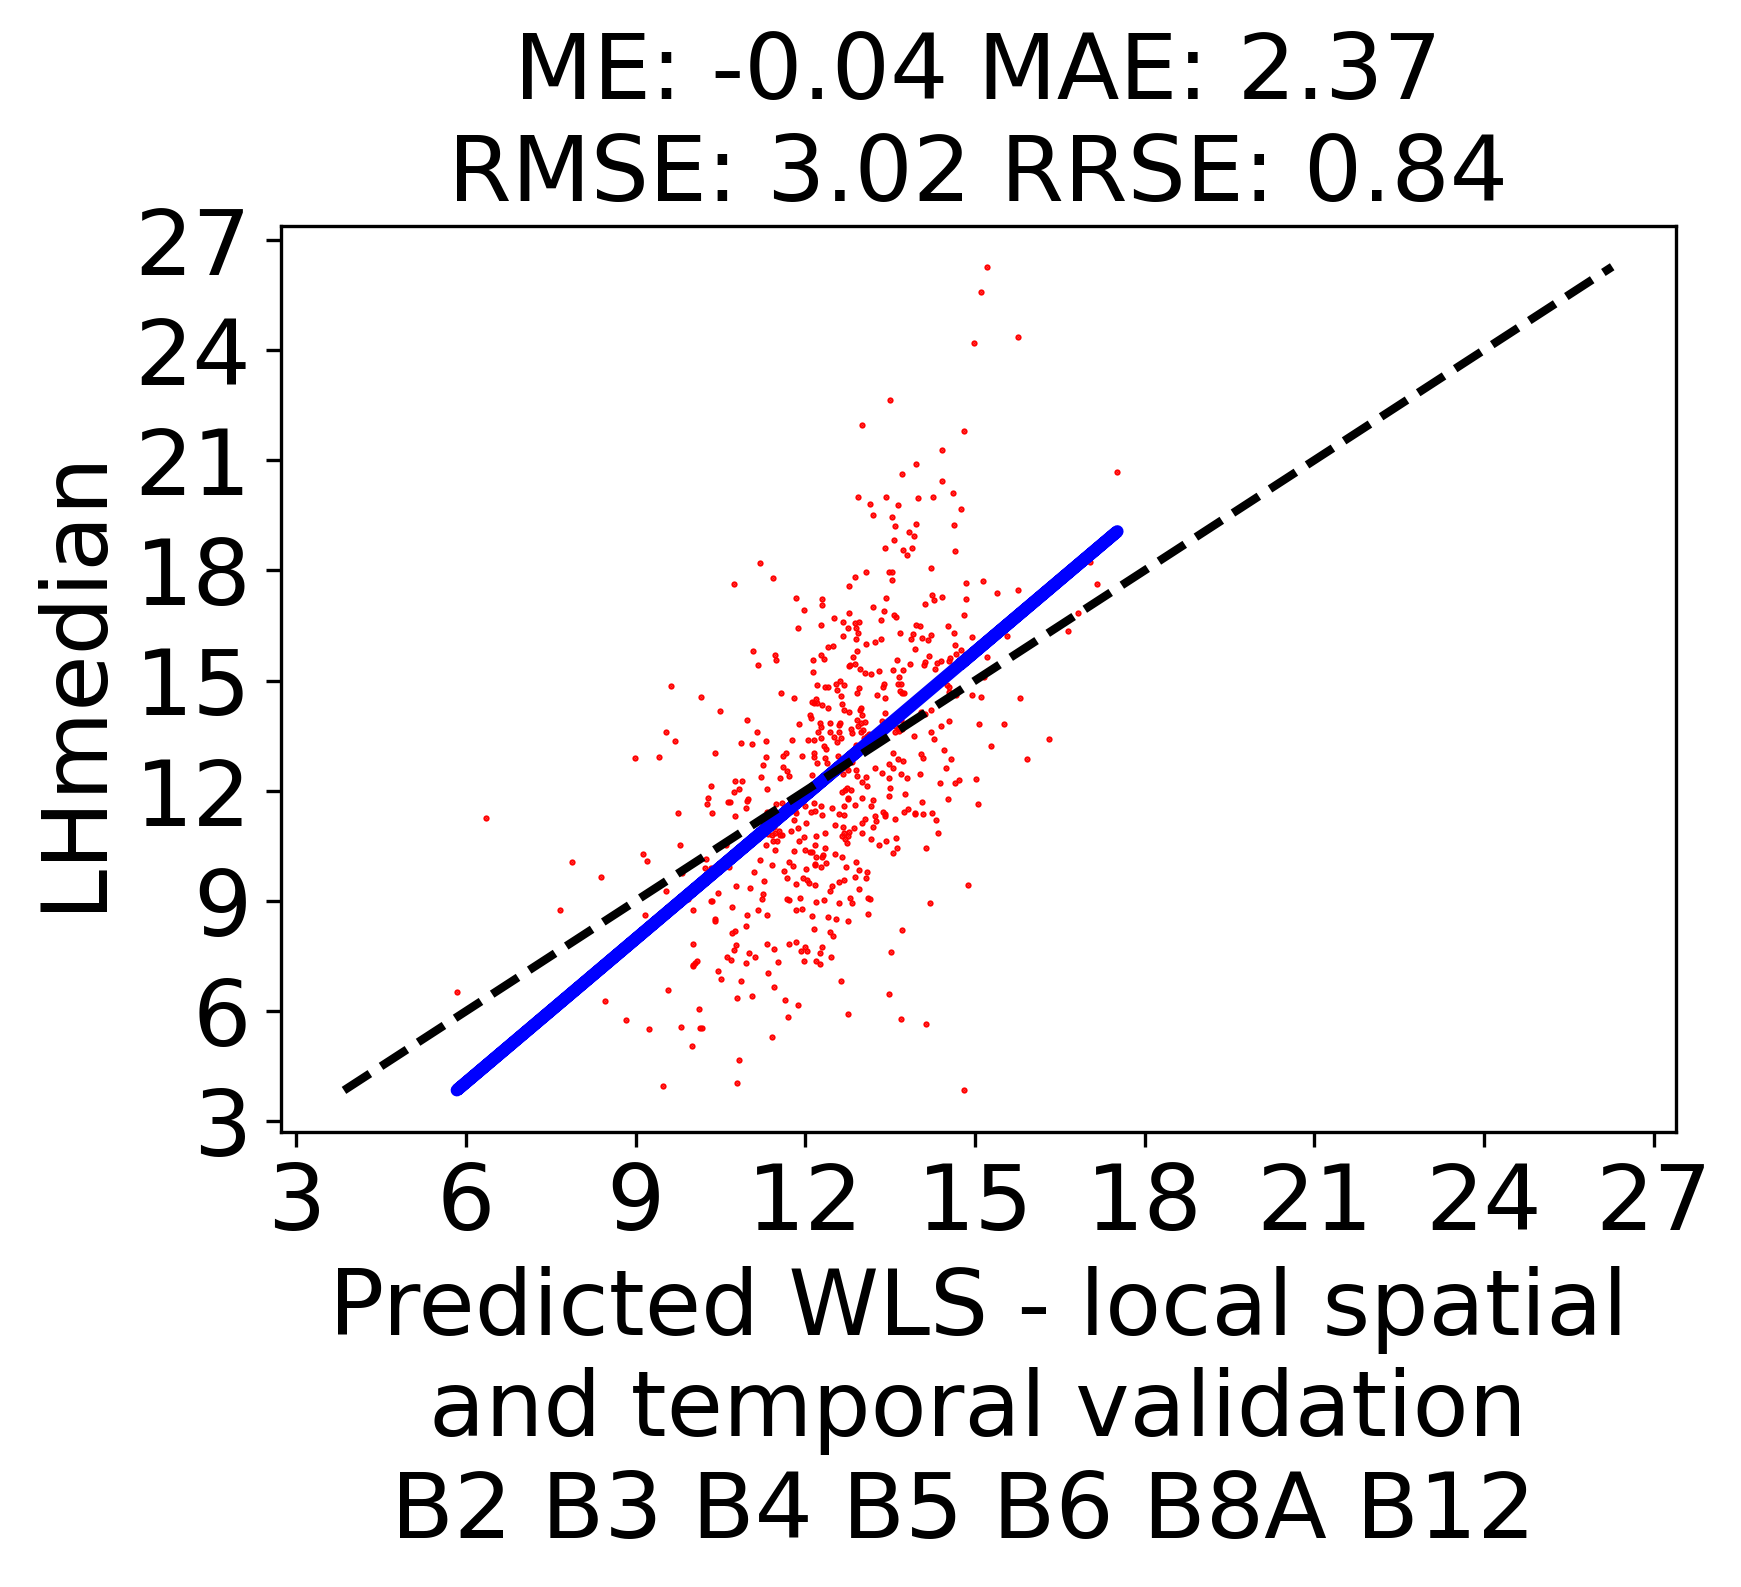 ME: -0.04 MAE: 2.37
RMSE: 3.02 RRSE: 0.84
27
24
21
18
15
12
9
6
3
LHmedian
3 6 9 12 15 18 21 24 27
Predicted WLS - local spatial
and temporal validation
B2 B3 B4 B5 B6 B8A B12